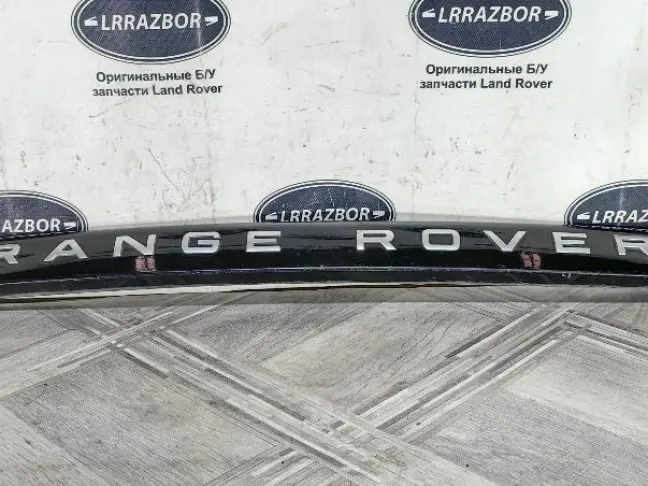 LRRAZBOR
Оригинальные Б/У
запчасти Land Rover
LRRAZBOR
Оригинальные Б/У
запчасти Land Rover
LRRAZBOR
LRRAZBOR
LRRAZBOR
RANGE ROVER